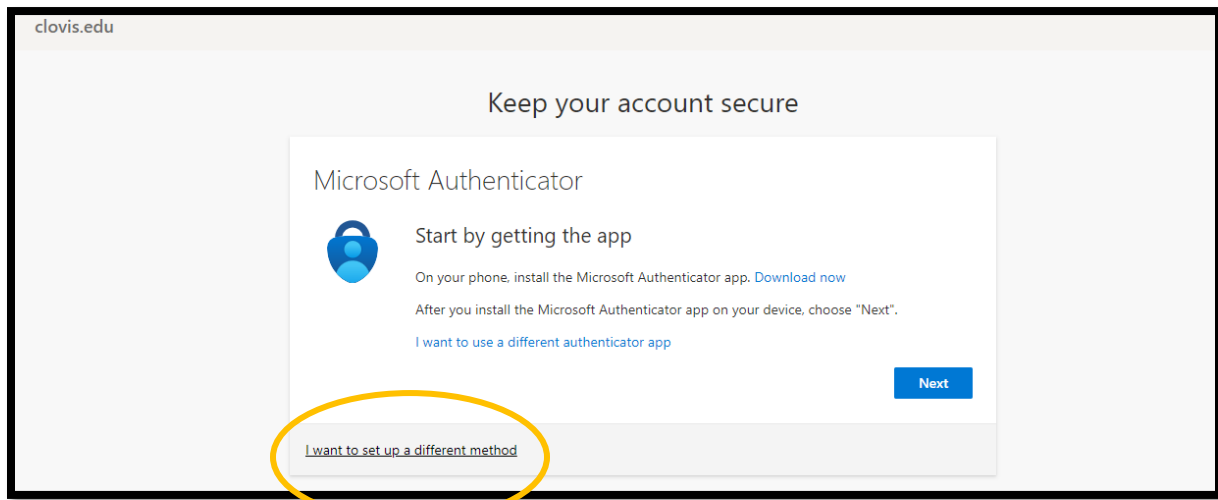 clovis.edu
Keep your account secure
Microsoft Authenticator
Start by getting the app
On your phone, install the Microsoft Authenticator app. Download now
After you install the Microsoft Authenticator app on your device, choose "Next".
I want to use a different authenticator app
Next
I want to set up a different method